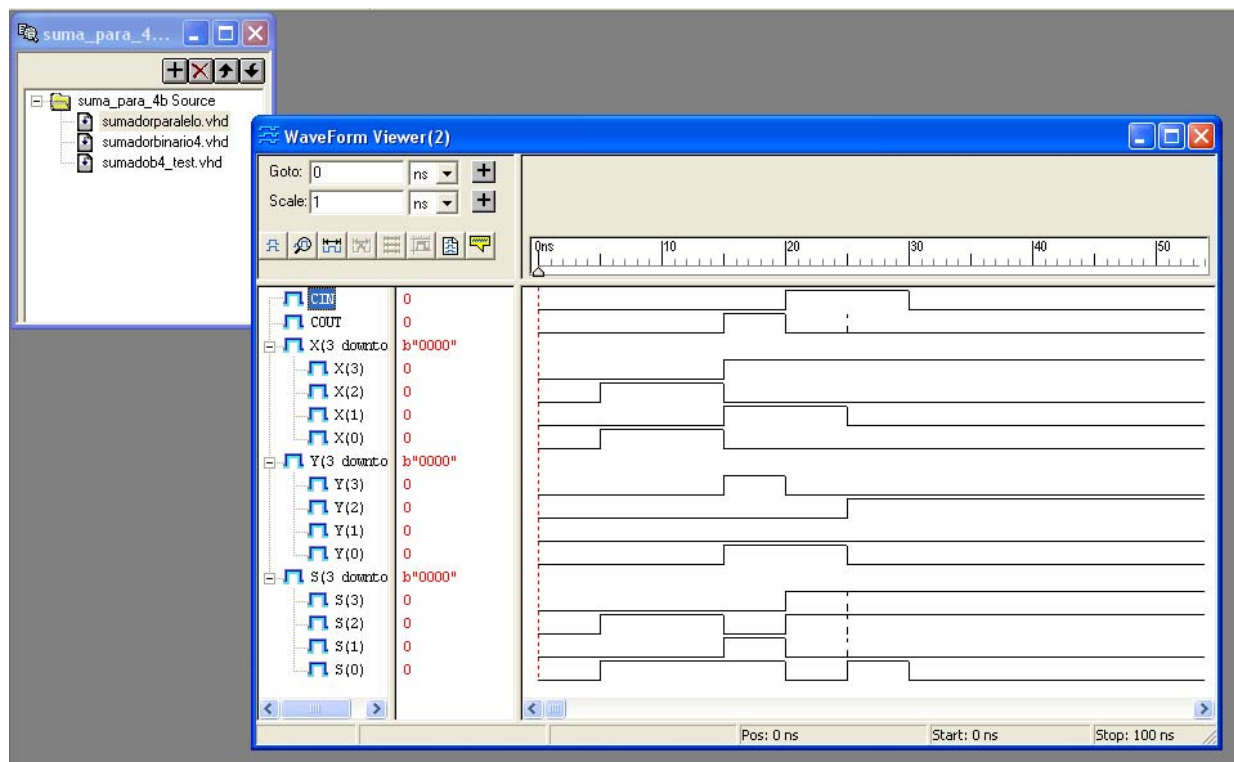 suma_para_4...
suma_para_4b Source
sumadorparalelo.vhd
sumadorbinario4.vhd
sumadob4_test.vhd
WaveForm Viewer(2)
Goto: 0 ns
Scale: 1 ns
0ns 10 20 30 40 50
CIN 0
COUT 0
X(3 downto b"0000"
X(3) 0
X(2) 0
X(1) 0
X(0) 0
Y(3 downto b"0000"
Y(3) 0
Y(2) 0
Y(1) 0
Y(0) 0
S(3 downto b"0000"
S(3) 0
S(2) 0
S(1) 0
S(0) 0
Pos: 0 ns Start: 0 ns Stop: 100 ns